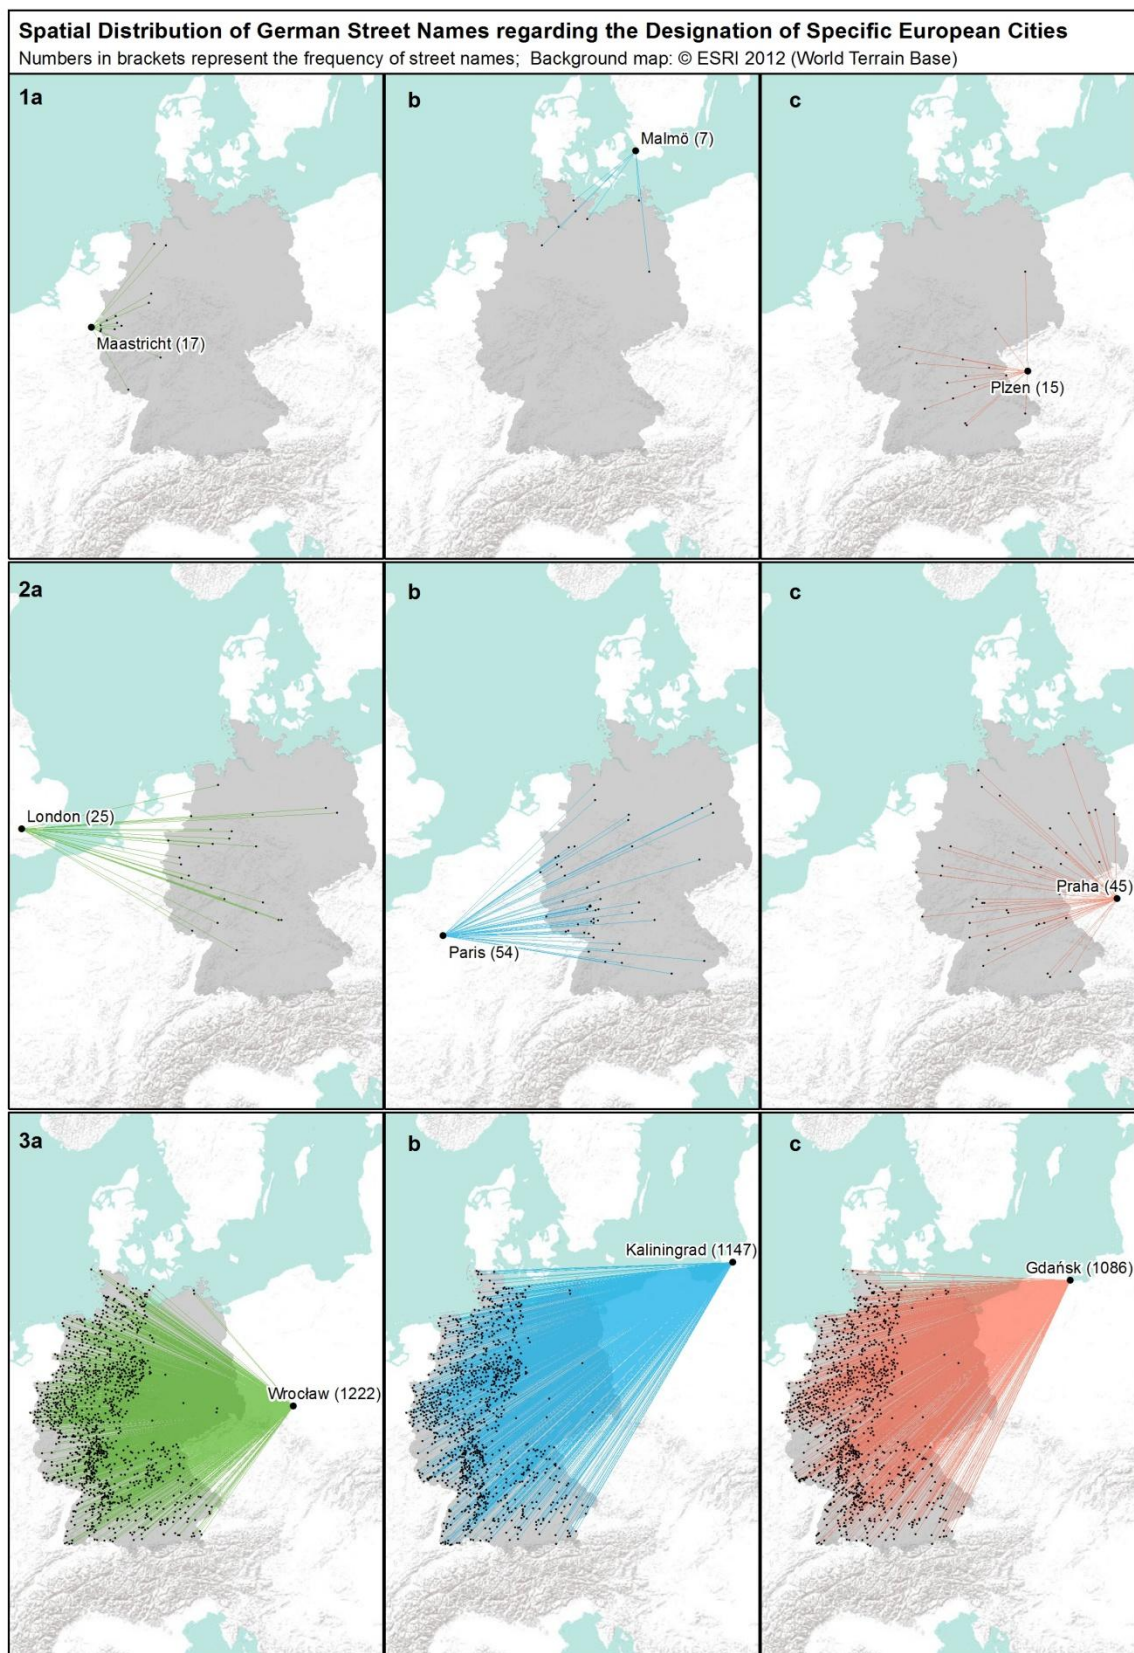 Spatial Distribution of German Street Names regarding the Designation of Specific European Cities
Numbers in brackets represent the frequency of street names; Background map: © ESRI 2012 (World Terrain Base)
1a
Maastricht (17)
b
Malmö (7)
c
Plzen (15)
2a
London (25)
b
Paris (54)
c
Praha (45)
3a
Wrocław (1222)
b
Kaliningrad (1147)
c
Gdańsk (1086)